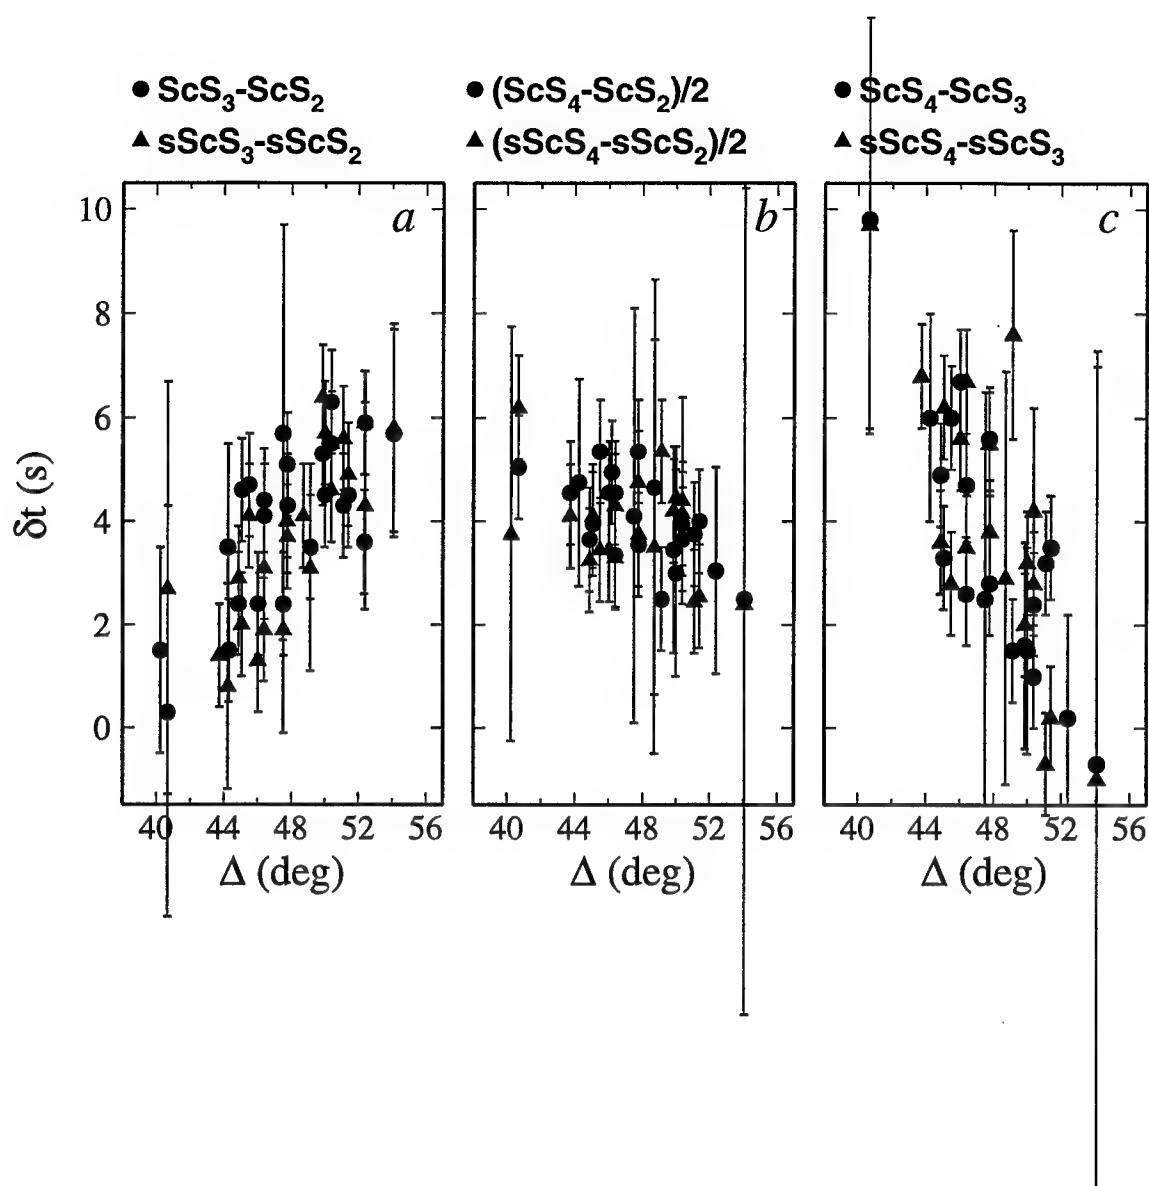 ● ScS₃-ScS₂ ● (ScS₄-ScS₂)/2 ● ScS₄-ScS₃
▲ sScS₃-sScS₂ ▲ (sScS₄-sScS₂)/2 ▲ sScS₄-sScS₃
a b c
10
8
6
4
2
0
δt (s)
40 44 48 52 56 40 44 48 52 56 40 44 48 52 56
Δ (deg) Δ (deg) Δ (deg)